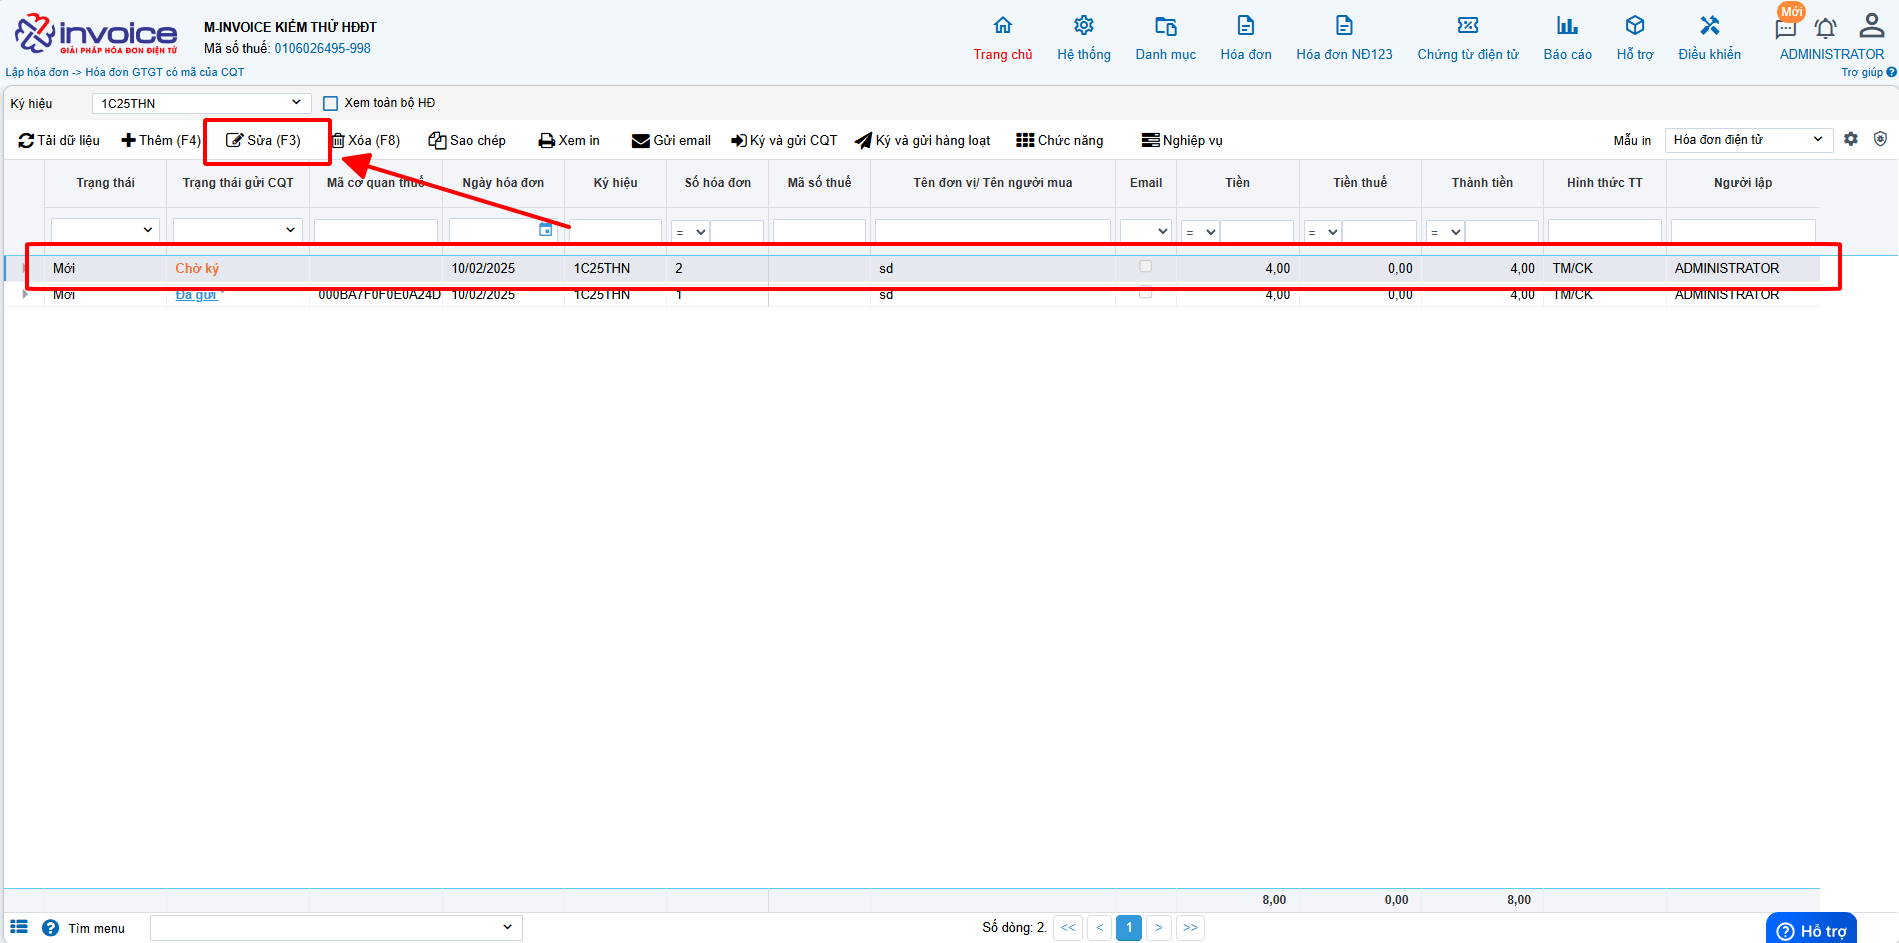 invoice
GIẢI PHÁP HÓA ĐƠN ĐIỆN TỬ
M-INVOICE KIỂM THỬ HĐĐT
Mã số thuế: 0106026495-998
Trang chủ Hệ thống Danh mục Hóa đơn Hóa đơn NĐ123 Chứng từ điện tử Báo cáo Hỗ trợ Điều khiển
Mới
ADMINISTRATOR
Lập hóa đơn -> Hóa đơn GTGT có mã của CQT
Trợ giúp ?
Ký hiệu 1C25THN Xem toàn bộ HĐ
Tải dữ liệu Thêm (F4) Sửa (F3) Xóa (F8) Sao chép Xem in Gửi email Ký và gửi CQT Ký và gửi hàng loạt Chức năng Nghiệp vụ Mẫu in Hóa đơn điện tử
Trạng thái Trạng thái gửi CQT Mã cơ quan thuế Ngày hóa đơn Ký hiệu Số hóa đơn Mã số thuế Tên đơn vị/ Tên người mua Email Tiền Tiền thuế Thành tiền Hình thức TT Người lập
= = = =
Mới Chờ ký 10/02/2025 1C25THN 2 sd 4,00 0,00 4,00 TM/CK ADMINISTRATOR
Mới Đã gửi 000BA7F0F0E0A24D 10/02/2025 1C25THN 1 sd 4,00 0,00 4,00 TM/CK ADMINISTRATOR
8,00 0,00 8,00
? Tìm menu Số dòng: 2. << < 1 > >> ? Hỗ trợ